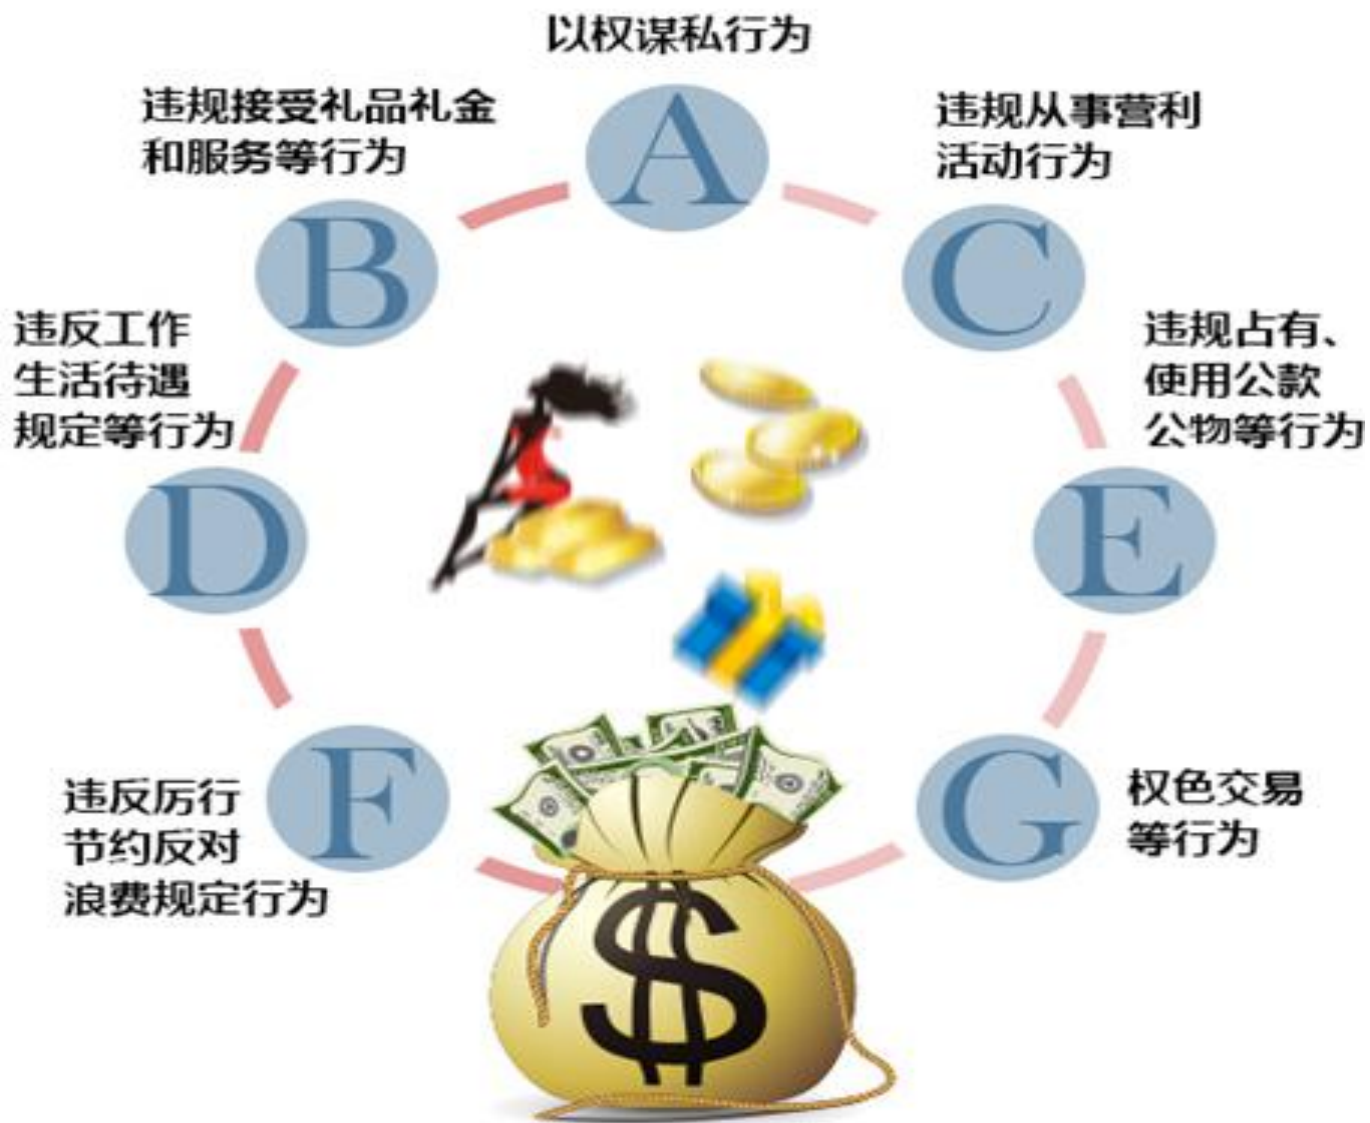 以权谋私行为
A
违规接受礼品礼金
和服务等行为
B
违规从事营利
活动行为
C
违反工作
生活待遇
规定等行为
D
违规占有、
使用公款
公物等行为
E
违反厉行
节约反对
浪费规定行为
F
权色交易
等行为
G
$